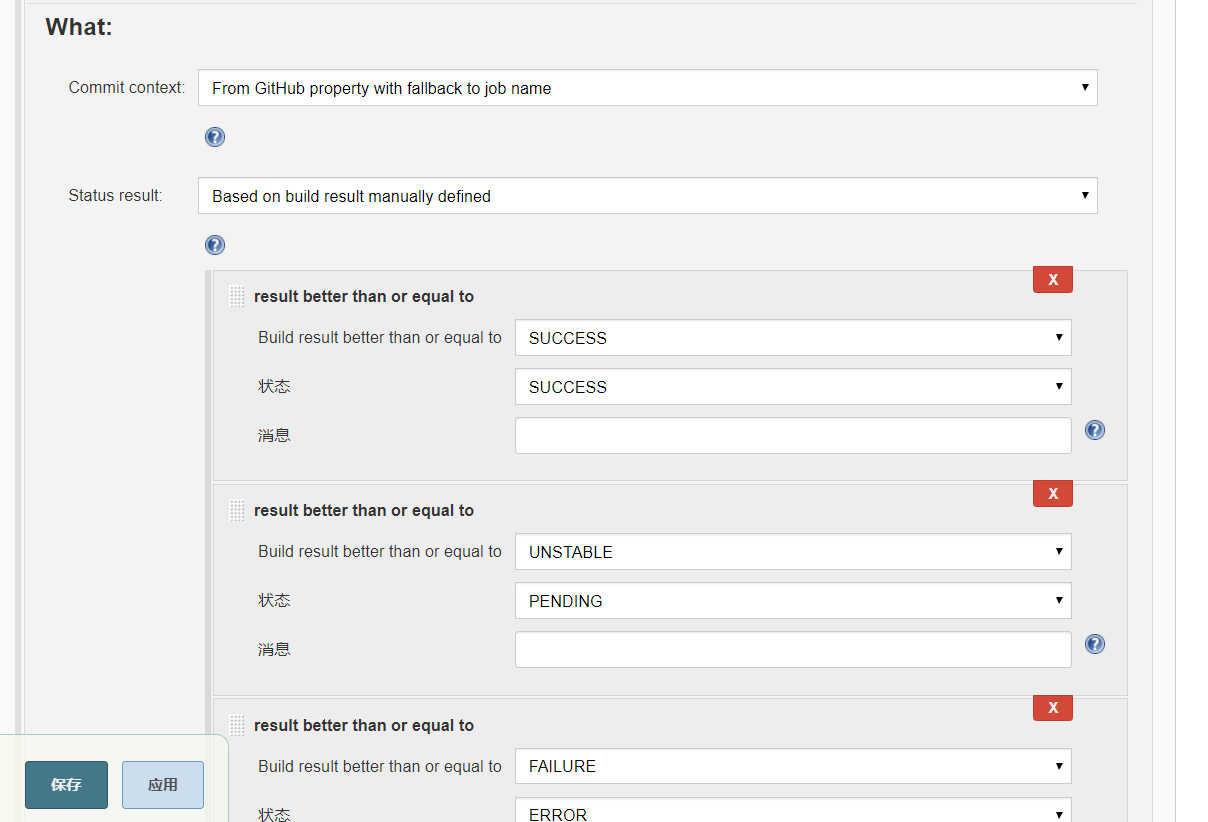 What:
Commit context: From GitHub property with fallback to job name
Status result: Based on build result manually defined
X
result better than or equal to
Build result better than or equal to SUCCESS
状态 SUCCESS
消息
X
result better than or equal to
Build result better than or equal to UNSTABLE
状态 PENDING
消息
X
result better than or equal to
Build result better than or equal to FAILURE
状态 ERROR
保存 应用